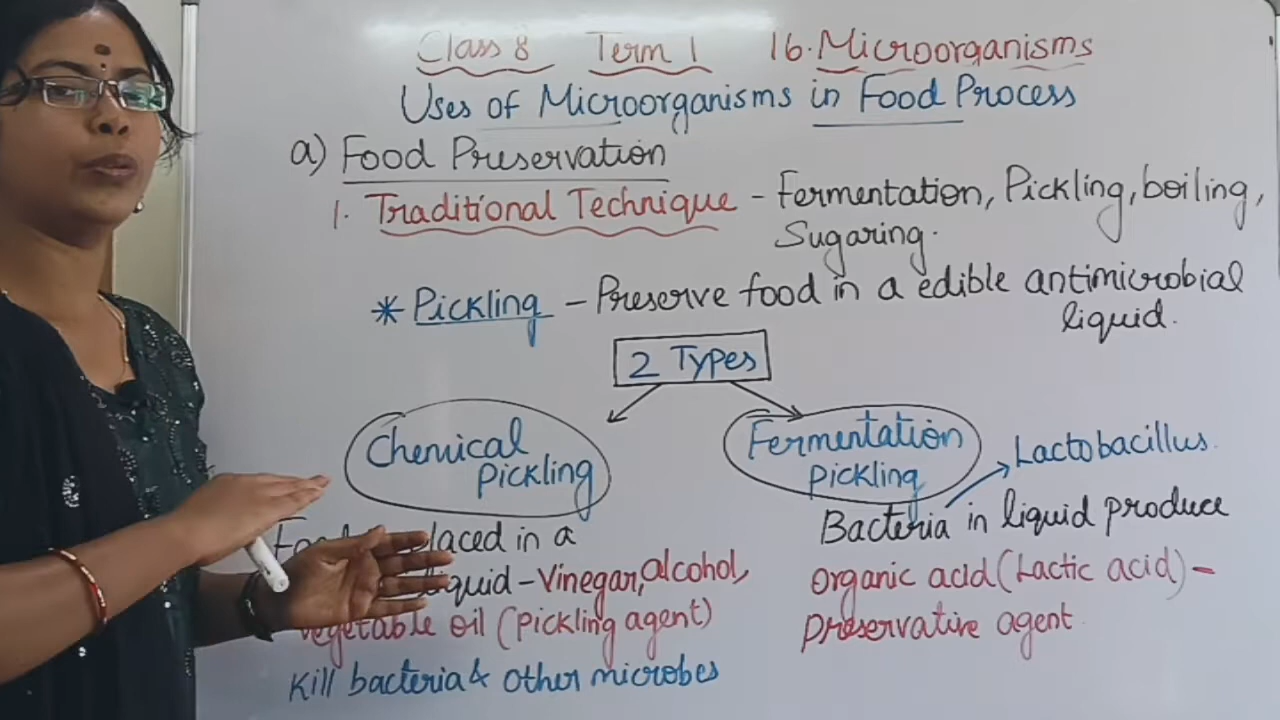 Class 8 Term 1 16. Microorganisms
Uses of Microorganisms in Food Process
a) Food Preservation
1. Traditional Technique - Fermentation, Pickling, boiling,
Sugaring.
* Pickling - Preserve food in a edible antimicrobial
liquid.
2 Types
Chemical
Pickling
Fermentation
Pickling
Lactobacillus.
placed in a
liquid - Vinegar, alcohol,
vegetable oil (pickling agent)
Kill bacteria & other microbes
Bacteria in liquid produce
organic acid (Lactic acid) -
preservative agent